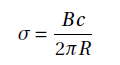 σ = Bc / 2πR